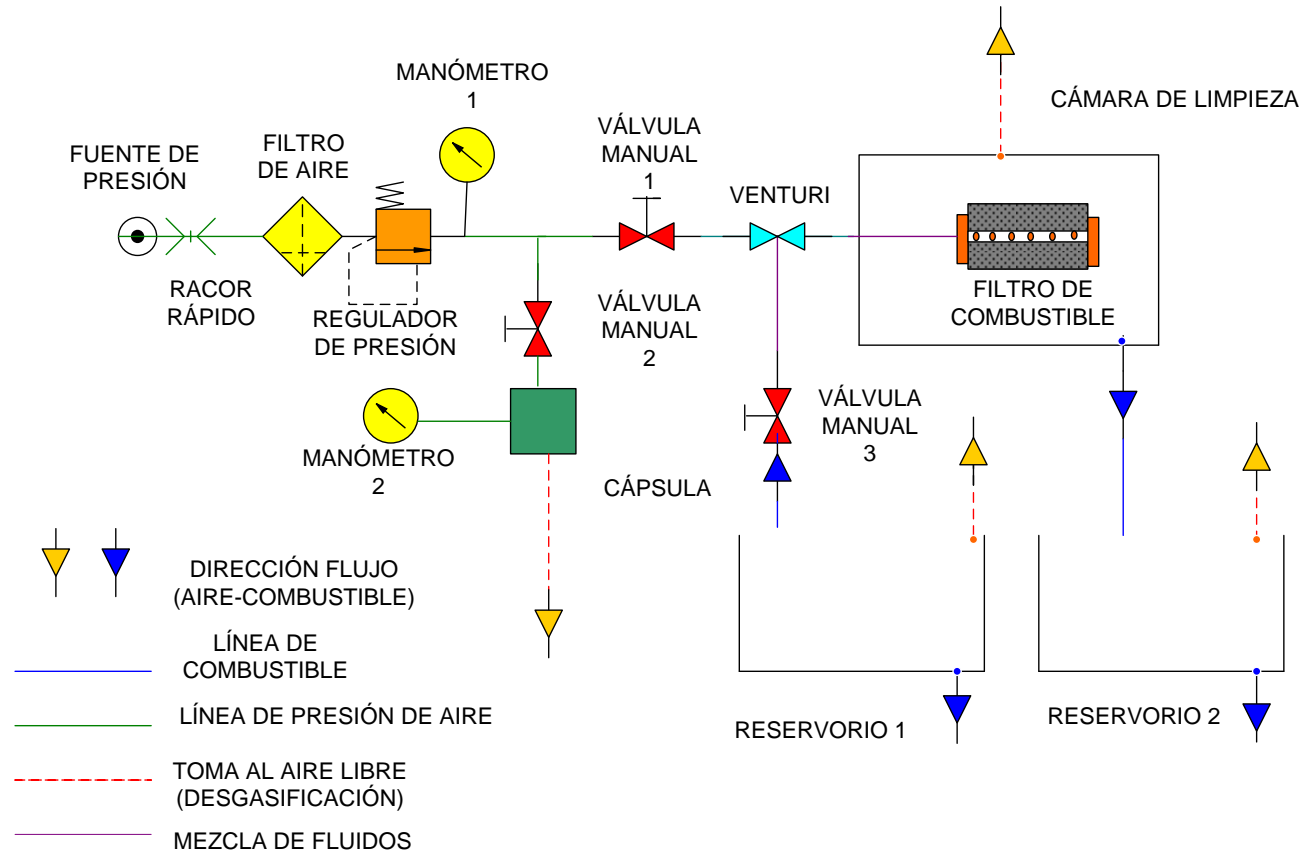 MANÓMETRO
1
CÁMARA DE LIMPIEZA
FUENTE DE
PRESIÓN
FILTRO
DE AIRE
VÁLVULA
MANUAL
1
VENTURI
RACOR
RÁPIDO
REGULADOR
DE PRESIÓN
VÁLVULA
MANUAL
2
FILTRO DE
COMBUSTIBLE
MANÓMETRO
2
CÁPSULA
VÁLVULA
MANUAL
3
DIRECCIÓN FLUJO
(AIRE-COMBUSTIBLE)
LÍNEA DE
COMBUSTIBLE
LÍNEA DE PRESIÓN DE AIRE
TOMA AL AIRE LIBRE
(DESGASIFICACIÓN)
MEZCLA DE FLUIDOS
RESERVORIO 1
RESERVORIO 2